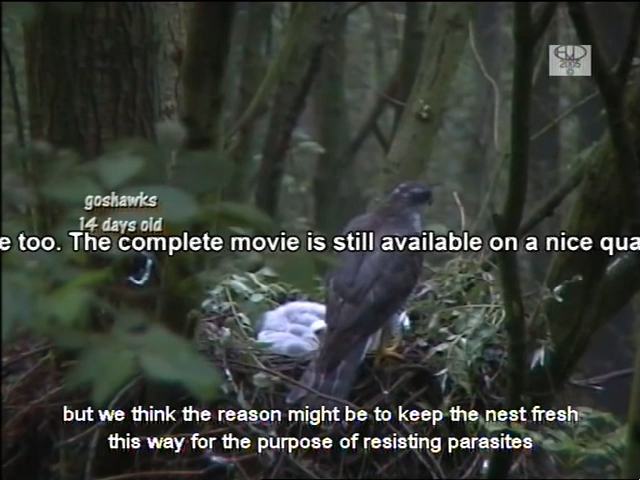 2005
©
goshawks
14 days old
e too. The complete movie is still available on a nice qua
but we think the reason might be to keep the nest fresh
this way for the purpose of resisting parasites